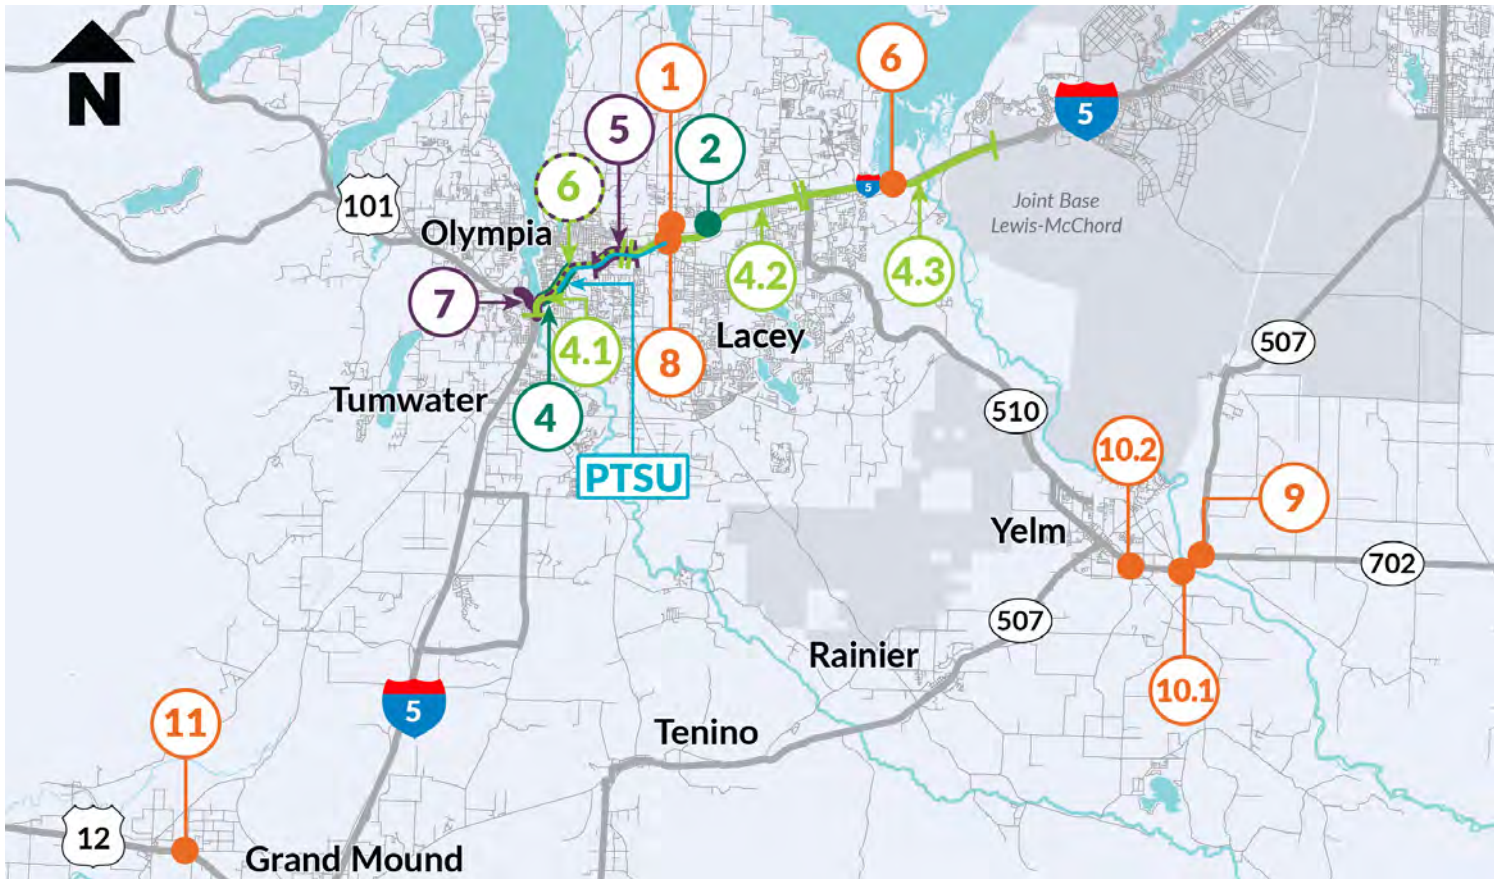 N
1
6
5
5
2
6
Joint Base
Lewis-McChord
101
Olympia
5
4.2
4.3
7
Lacey
507
4.1
8
Tumwater
4
510
10.2
PTSU
9
Yelm
702
507
Rainier
10.1
5
11
Tenino
12
Grand Mound